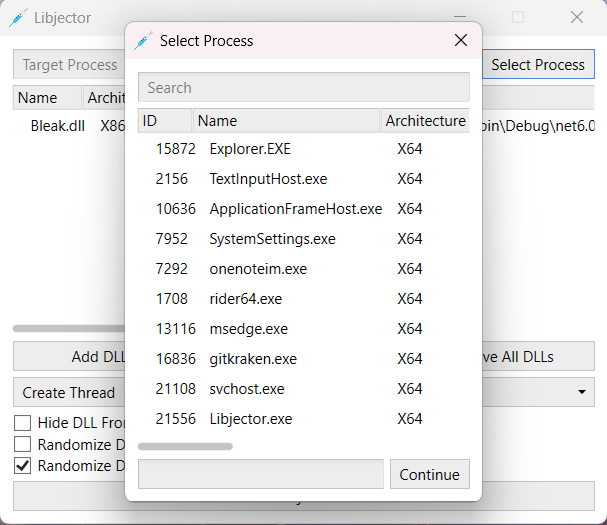 Libjector
Select Process
Target Process
Select Process
Search
Name Archit
ID Name Architecture
Bleak.dll X86
bin\Debug\net6.0
15872 Explorer.EXE X64
2156 TextInputHost.exe X64
10636 ApplicationFrameHost.exe X64
7952 SystemSettings.exe X64
7292 onenoteim.exe X64
1708 rider64.exe X64
13116 msedge.exe X64
16836 gitkraken.exe X64
21108 svchost.exe X64
21556 Libjector.exe X64
Add DLL
ve All DLLs
Create Thread
Hide DLL From
Randomize D
Randomize D
Continue